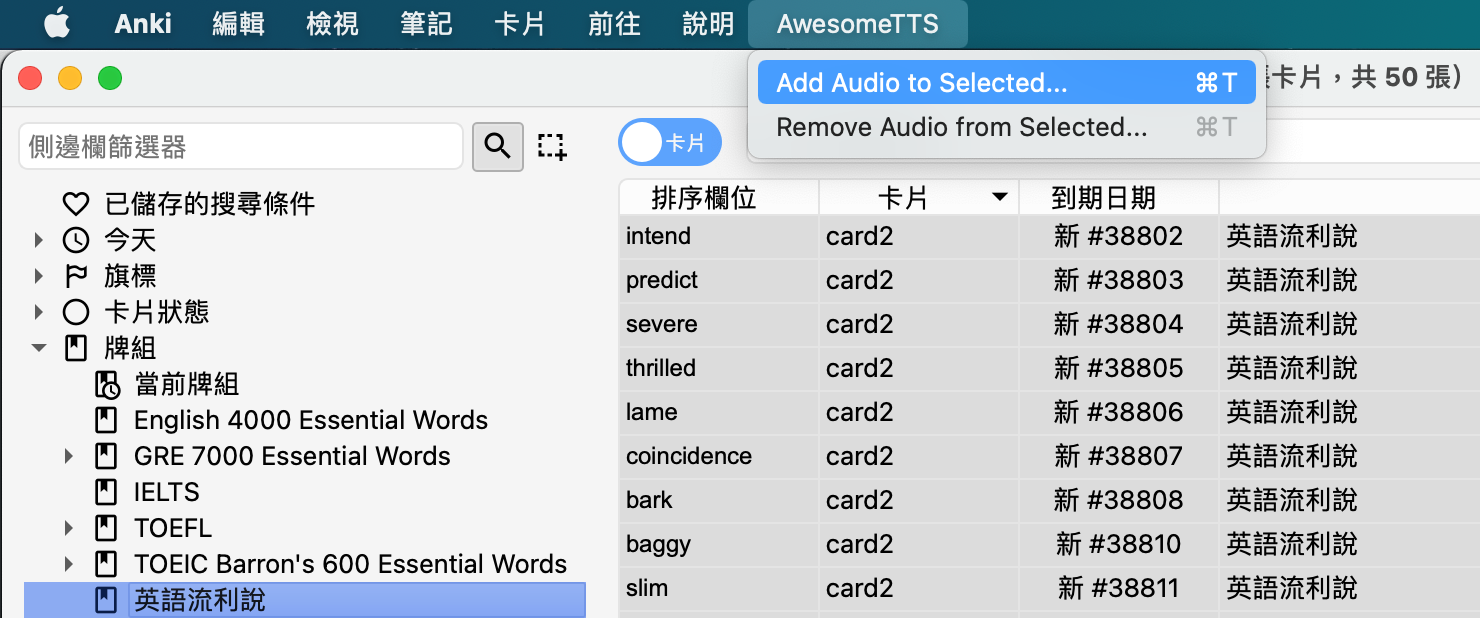 Anki 編輯 檢視 筆記 卡片 前往 說明 AwesomeTTS
Add Audio to Selected... ⌘T
Remove Audio from Selected... ⌘T
卡片，共 50 張）
側邊欄篩選器
卡片
已儲存的搜尋條件
今天
旗標
卡片狀態
牌組
當前牌組
English 4000 Essential Words
GRE 7000 Essential Words
IELTS
TOEFL
TOEIC Barron's 600 Essential Words
英語流利說
排序欄位 卡片 到期日期
intend card2 新 #38802 英語流利說
predict card2 新 #38803 英語流利說
severe card2 新 #38804 英語流利說
thrilled card2 新 #38805 英語流利說
lame card2 新 #38806 英語流利說
coincidence card2 新 #38807 英語流利說
bark card2 新 #38808 英語流利說
baggy card2 新 #38810 英語流利說
slim card2 新 #38811 英語流利說